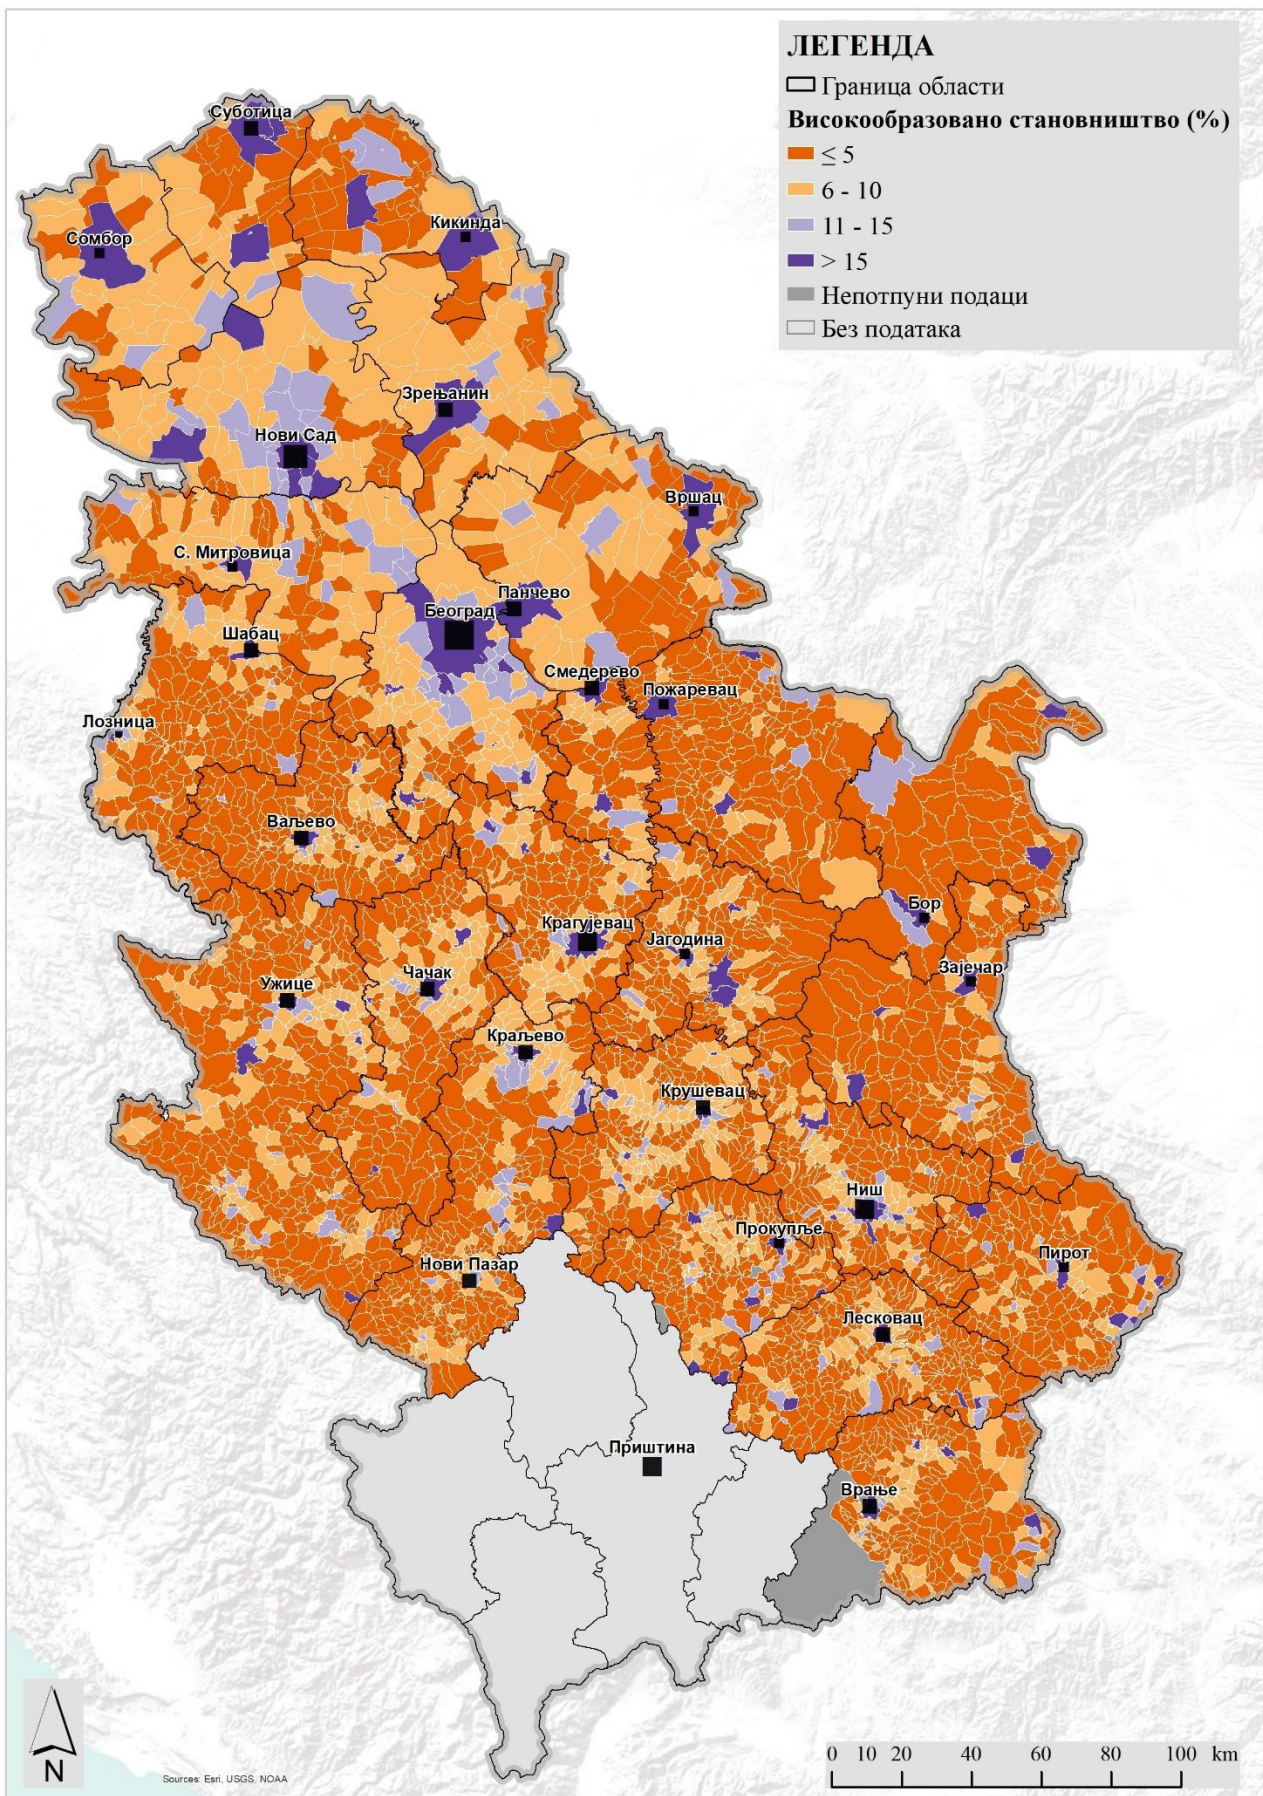 ЛЕГЕНДА
Граница области
Високообразовано становништво (%)
≤ 5
6 - 10
11 - 15
> 15
Непотпуни подаци
Без података
Суботица
Кикинда
Сомбор
Зрењанин
Нови Сад
Вршац
С. Митровица
Панчево
Београд
Шабац
Смедерево
Пожаревац
Лозница
Ваљево
Бор
Крагујевац
Јагодина
Зајечар
Чачак
Ужице
Краљево
Крушевац
Ниш
Прокупље
Пирот
Нови Пазар
Лесковац
Приштина
Врање
N
Sources: Esri, USGS, NOAA
0 10 20 40 60 80 100 km